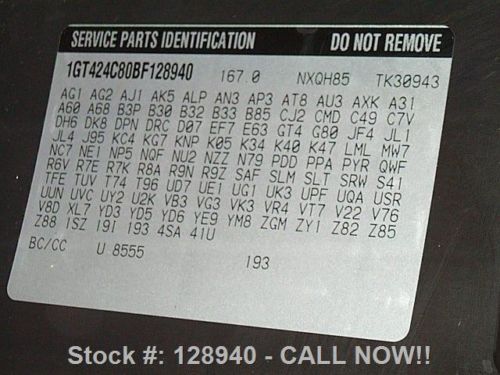 SERVICE PARTS IDENTIFICATION DO NOT REMOVE
1GT424C80BF128940 167.0 NXQH85 TK30943
AG1 AG2 AJ1 AK5 ALP AN3 AP3 AT8 AU3 AXK A31
A60 A68 B3P B30 B32 B33 B85 CJ2 CMD C49 C7V
DH6 DK8 DPN DRC D07 EF7 E63 GT4 G80 JF4 JL1
JL4 J95 KC4 KG7 KNP K05 K34 K40 K47 LML MW7
NC7 NE1 NP5 NQF NU2 NZZ N79 PDD PPA PYR QWF
R6V R7E R7K R8A R9N R9Z SAF SLM SLT SRW S41
TFE TUV T74 T96 UD7 UE1 UG1 UK3 UPF UQA USR
UUN UVC UY2 U2K VB3 VG3 VK3 VR4 VT7 V22 V76
V8D XL7 YD3 YD5 YD6 YE9 YM8 ZGM ZY1 Z82 Z85
Z88 1SZ 19I 193 4SA 41U
BC/CC U 8555 193
Stock #: 128940 - CALL NOW!!